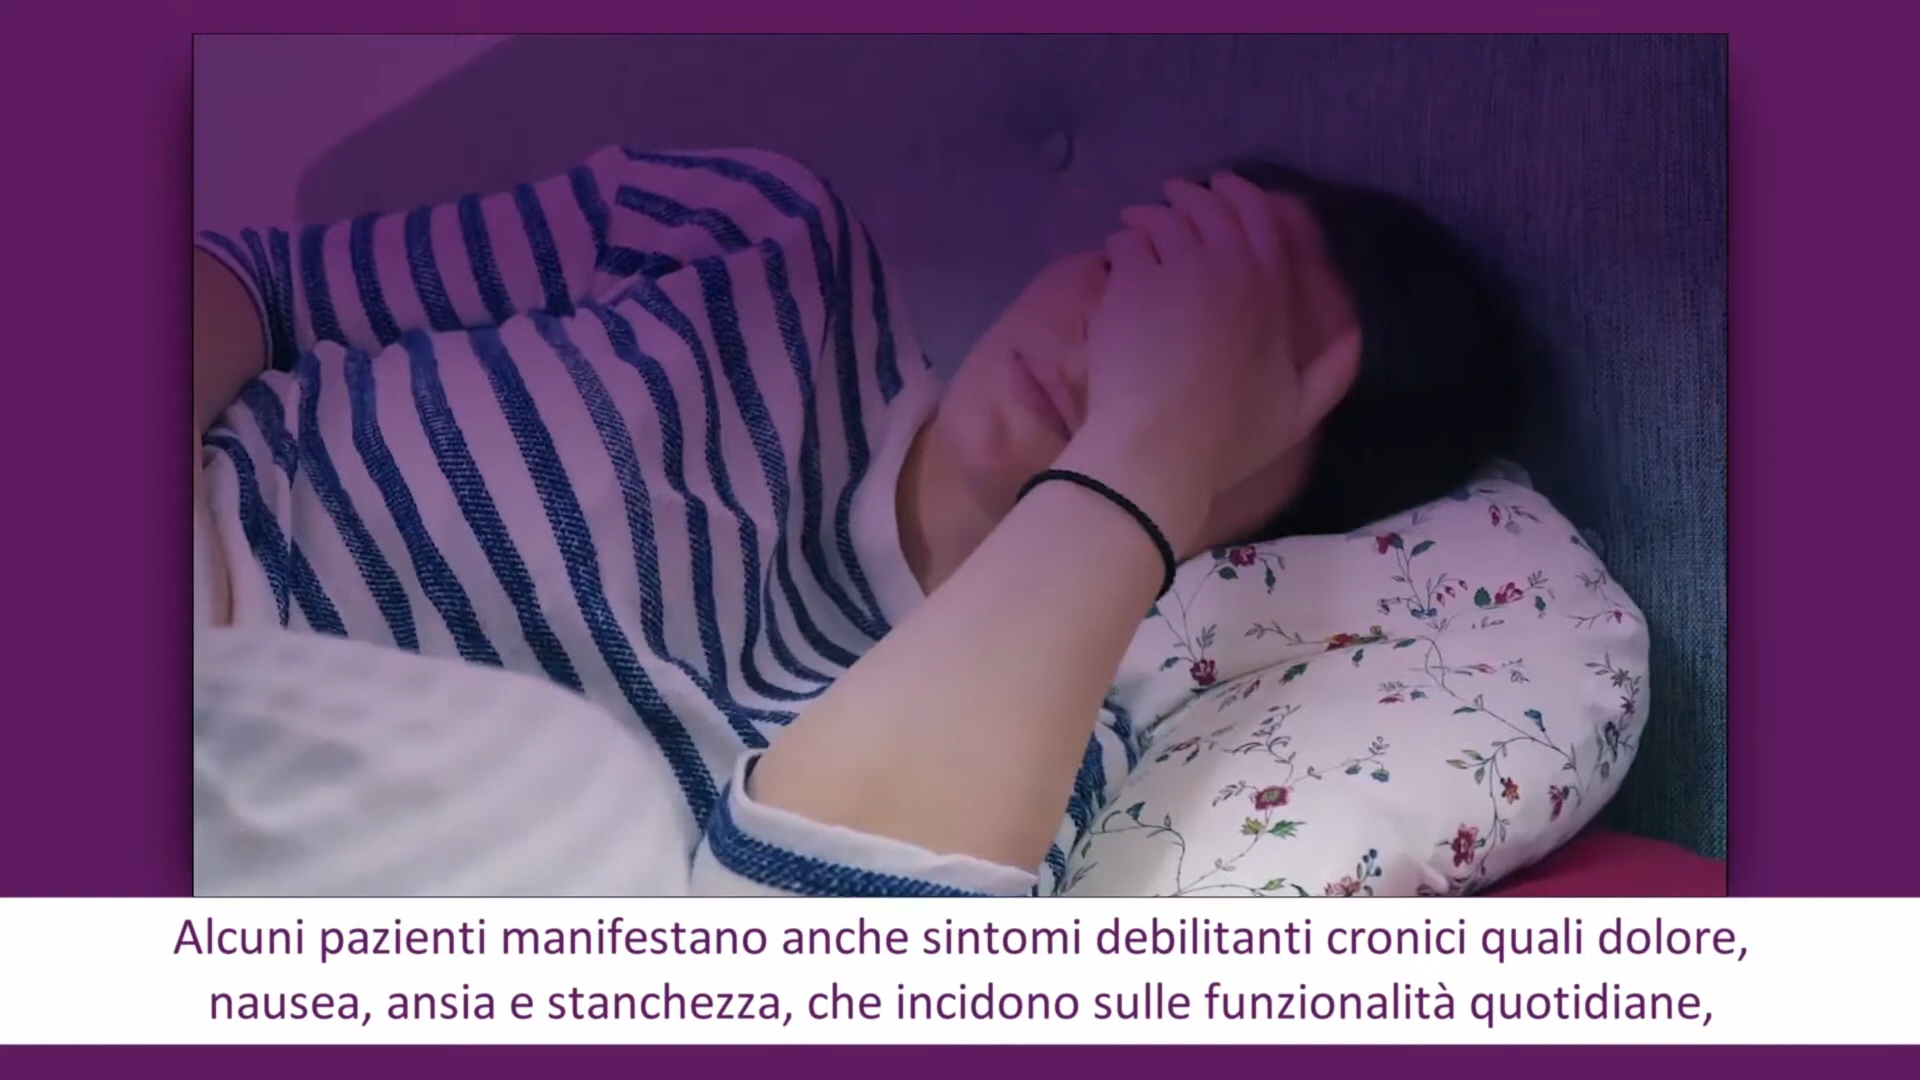 Alcuni pazienti manifestano anche sintomi debilitanti cronici quali dolore,
nausea, ansia e stanchezza, che incidono sulle funzionalità quotidiane,